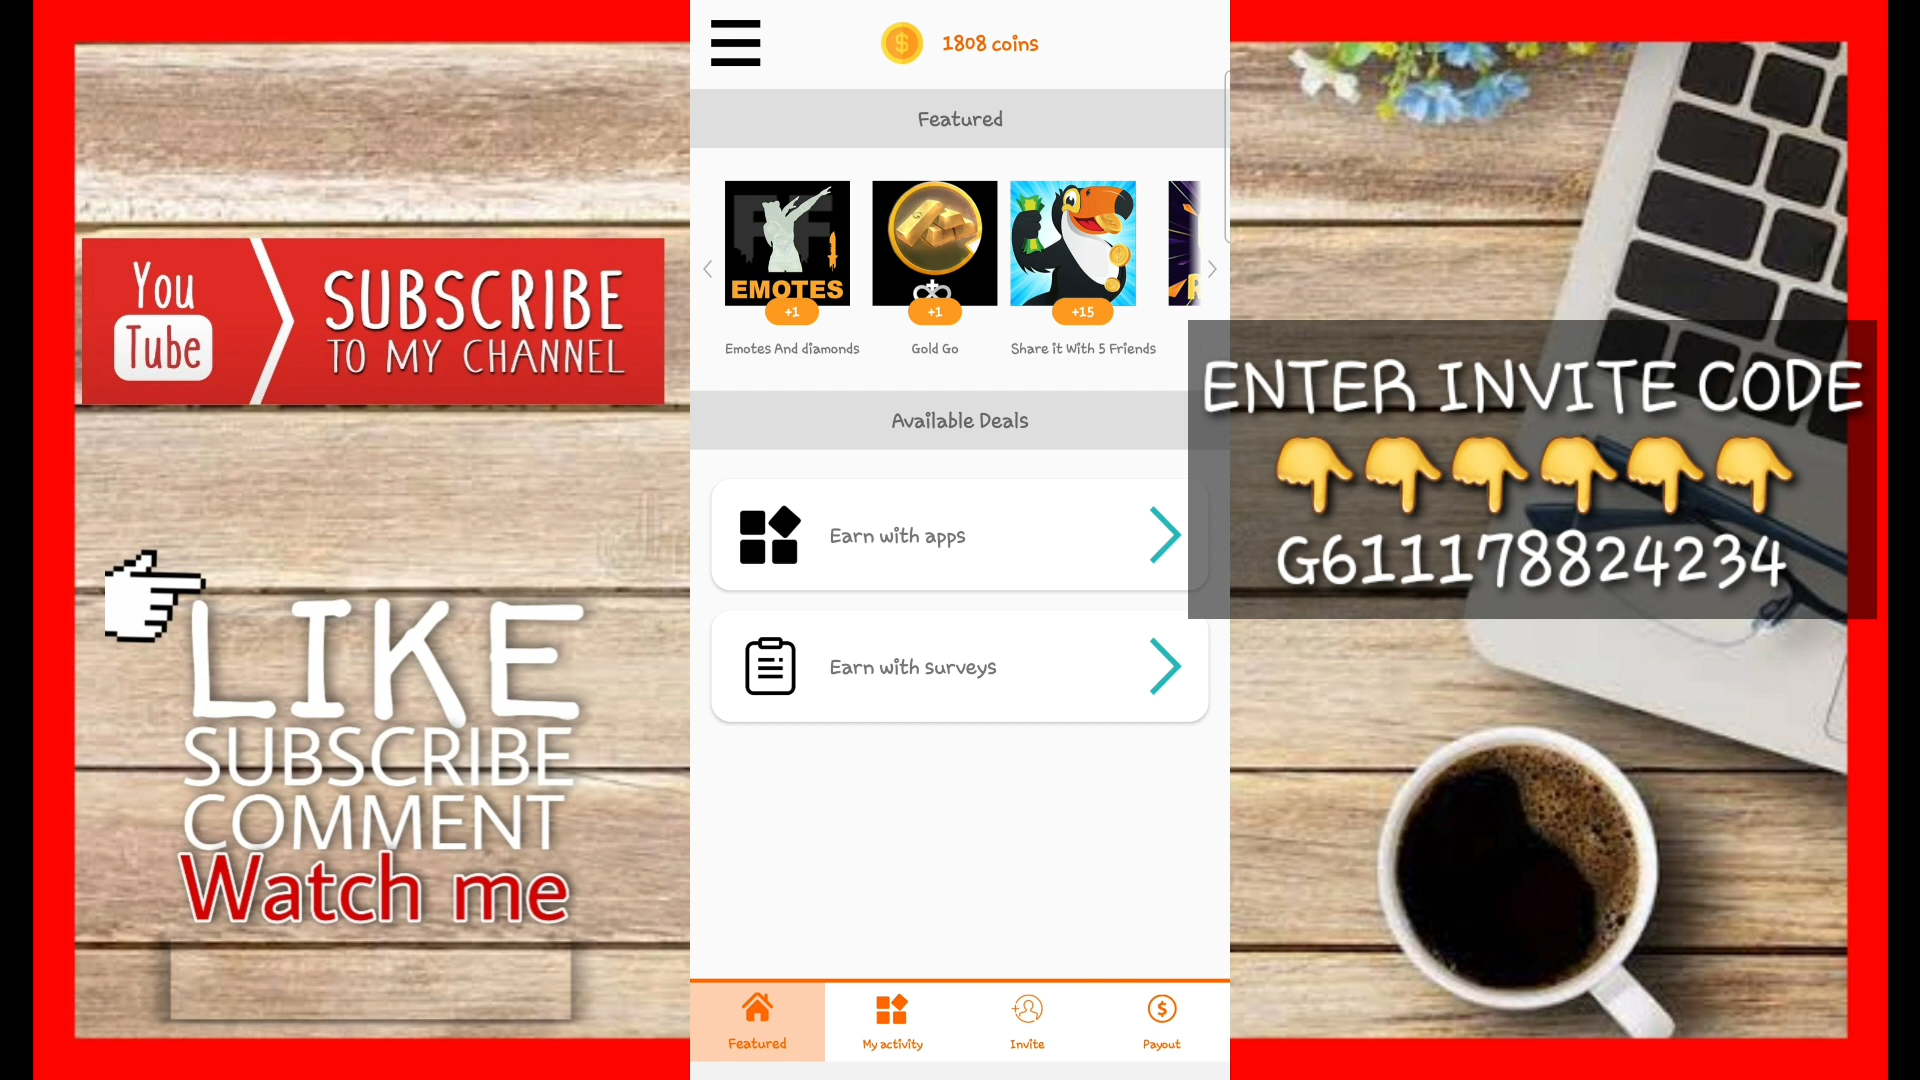 1808 coins
Featured
EMOTES
+1
+1
+15
Emotes And diamonds
Gold Go
Share it With 5 Friends
Available Deals
Earn with apps
Earn with surveys
Featured
My activity
Invite
Payout
You
Tube
SUBSCRIBE
TO MY CHANNEL
LIKE
SUBSCRIBE
COMMENT
Watch me
ENTER INVITE CODE
👇👇👇👇👇👇
G611178824234